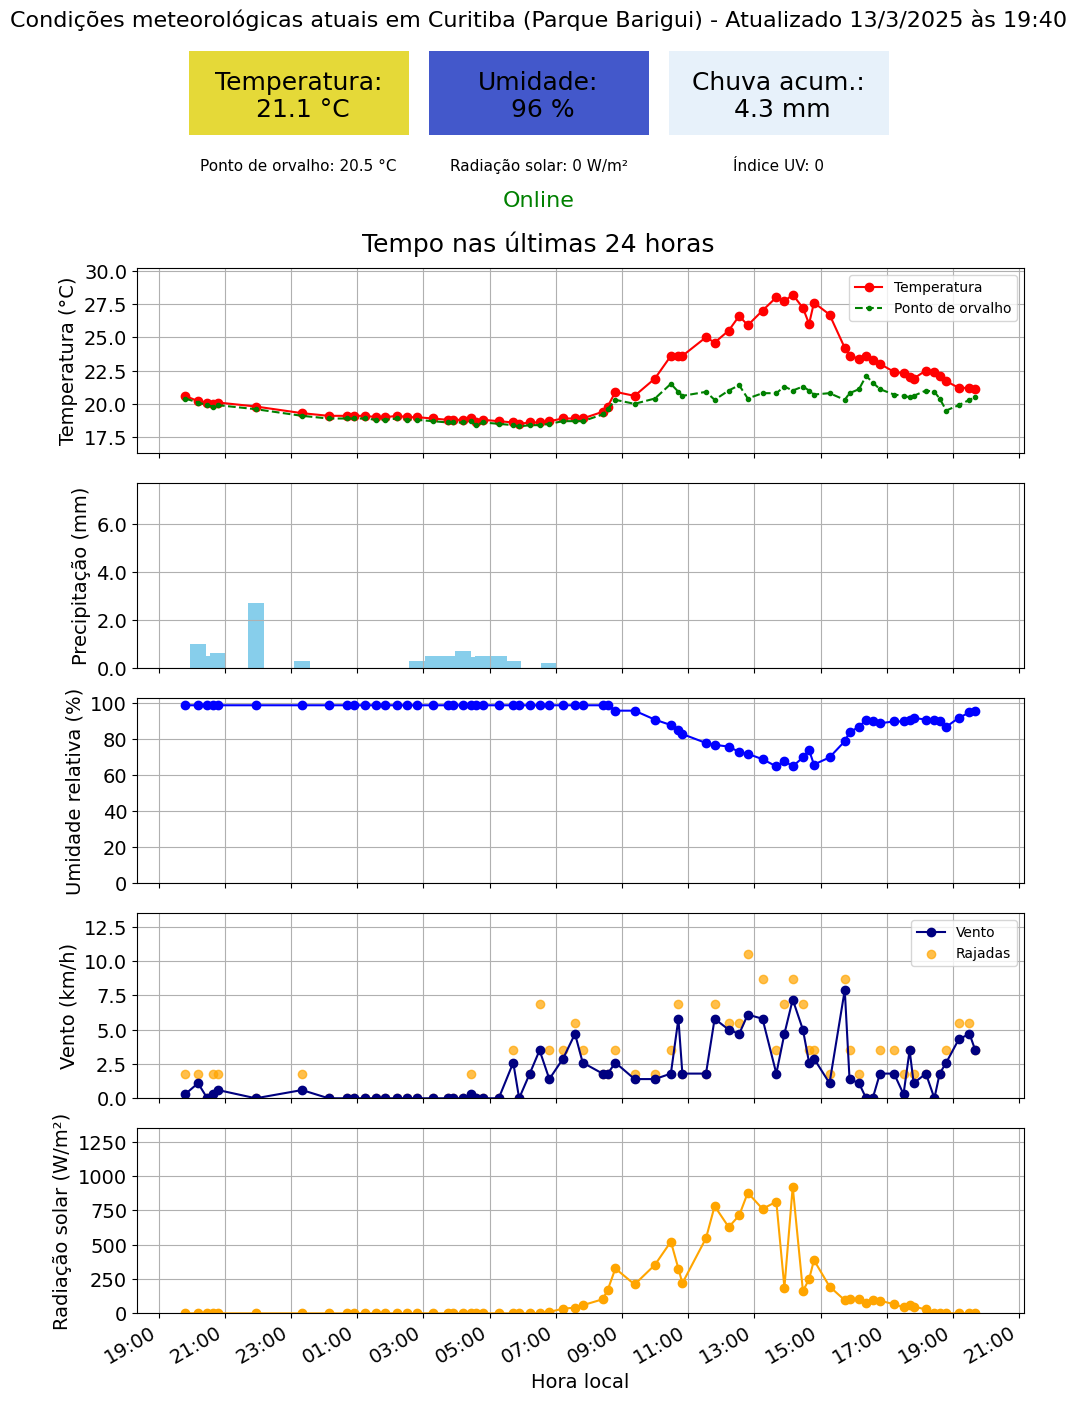 Condições meteorológicas atuais em Curitiba (Parque Barigui) - Atualizado 13/3/2025 às 19:40
Temperatura:
21.1 °C
Umidade:
96 %
Chuva acum.:
4.3 mm
Ponto de orvalho: 20.5 °C
Radiação solar: 0 W/m²
Índice UV: 0
Online
Tempo nas últimas 24 horas
Temperatura (°C)
30.0
27.5
25.0
22.5
20.0
17.5
Temperatura
Ponto de orvalho
Precipitação (mm)
6.0
4.0
2.0
0.0
Umidade relativa (%)
100
80
60
40
20
0
Vento (km/h)
12.5
10.0
7.5
5.0
2.5
0.0
Vento
Rajadas
Radiação solar (W/m²)
1250
1000
750
500
250
0
19:00
21:00
23:00
01:00
03:00
05:00
07:00
09:00
11:00
13:00
15:00
17:00
19:00
21:00
Hora local